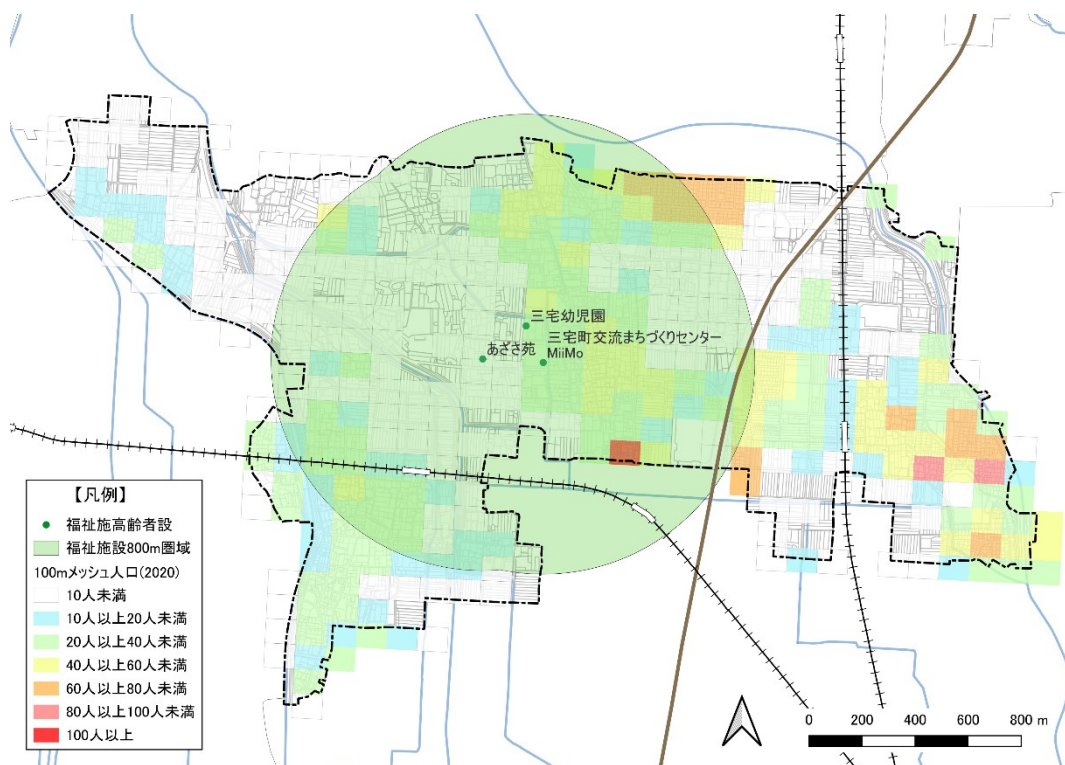 三宅幼児園
三宅町交流まちづくりセンター
あざさ苑
MiiMo
【凡例】
福祉施高齢者設
福祉施設800m圏域
100mメッシュ人口(2020)
10人未満
10人以上20人未満
20人以上40人未満
40人以上60人未満
60人以上80人未満
80人以上100人未満
100人以上
0 200 400 600 800 m